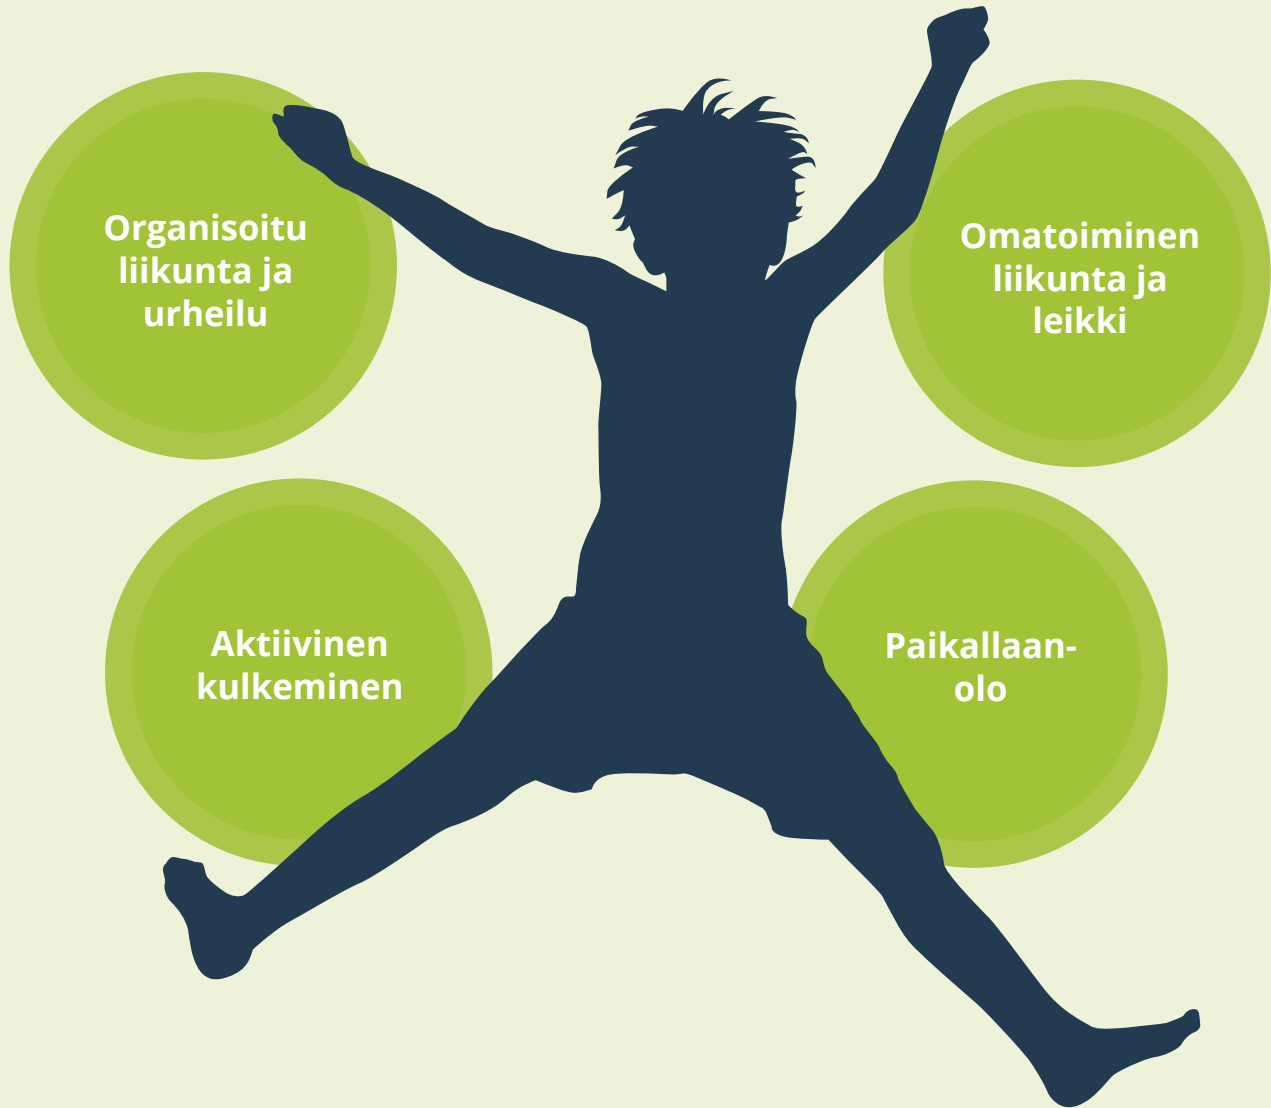 Organisoitu
liikunta ja
urheilu
Omatoiminen
liikunta ja
leikki
Aktiivinen
kulkeminen
Paikallaan-
olo